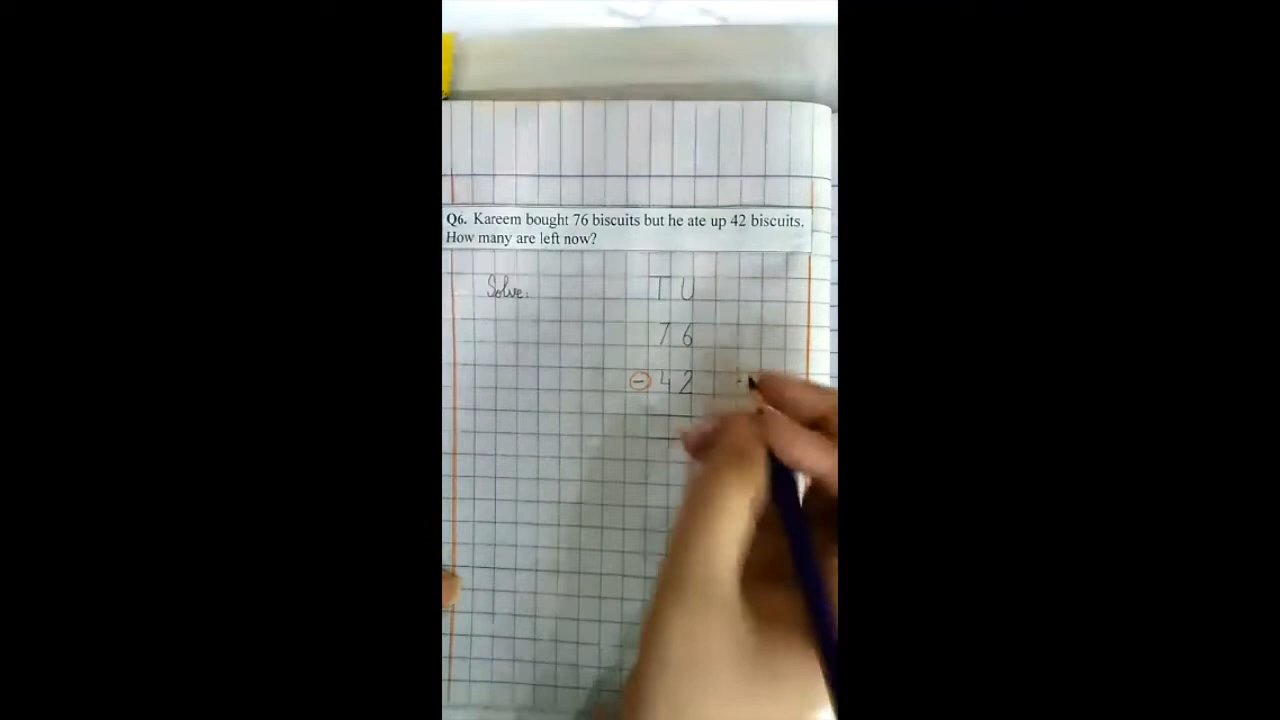 Q6. Kareem bought 76 biscuits but he ate up 42 biscuits.
How many are left now?
Solve:
T U
7 6
- 4 2